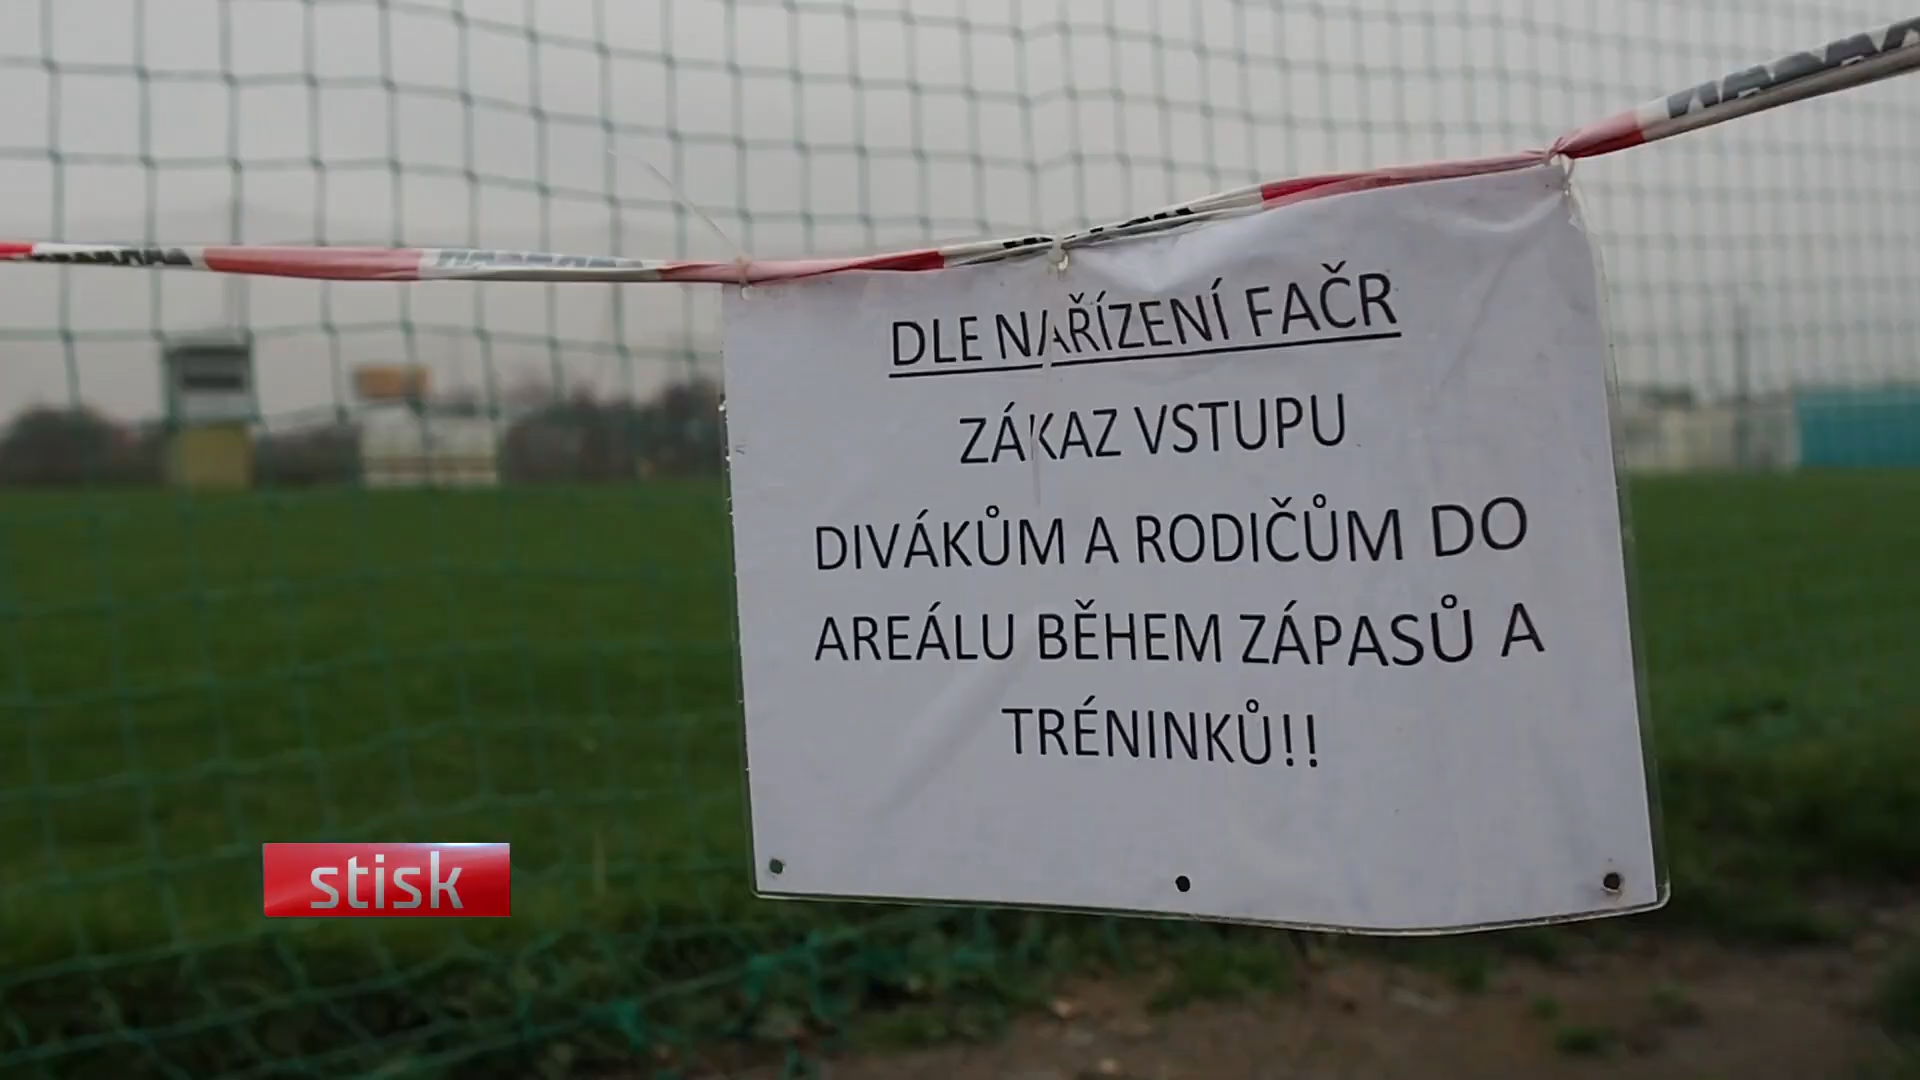 DLE NAŘÍZENÍ FAČR
ZÁKAZ VSTUPU
DIVÁKŮM A RODIČŮM DO
AREÁLU BĚHEM ZÁPASŮ A
TRÉNINKŮ!!
stisk